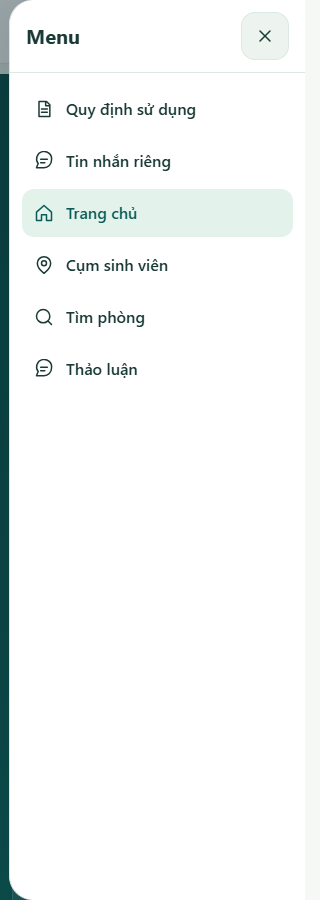 Menu
Quy định sử dụng
Tin nhắn riêng
Trang chủ
Cụm sinh viên
Tìm phòng
Thảo luận